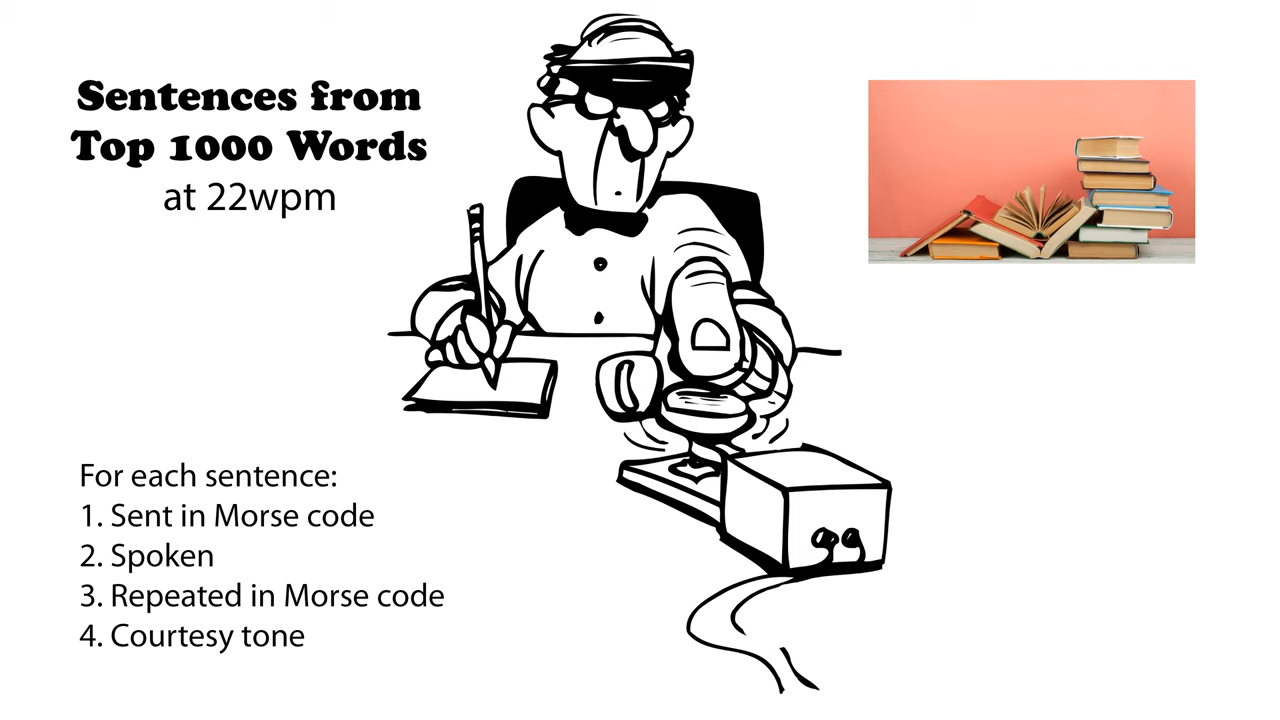 Sentences from
Top 1000 Words
at 22wpm
For each sentence:
1. Sent in Morse code
2. Spoken
3. Repeated in Morse code
4. Courtesy tone